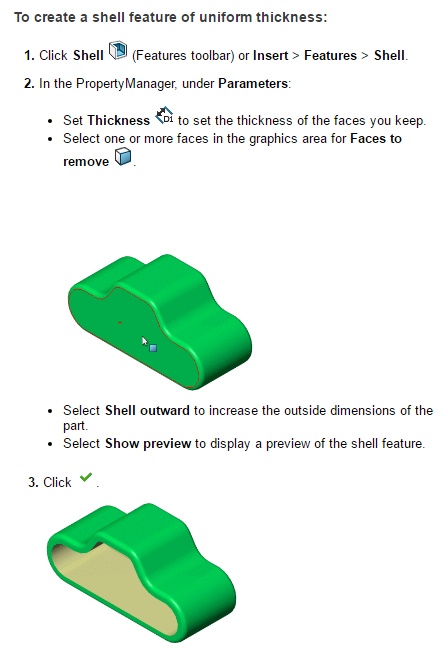 To create a shell feature of uniform thickness:
1. Click Shell (Features toolbar) or Insert > Features > Shell.
2. In the PropertyManager, under Parameters:
• Set Thickness D1 to set the thickness of the faces you keep.
• Select one or more faces in the graphics area for Faces to
remove .
• Select Shell outward to increase the outside dimensions of the
part.
• Select Show preview to display a preview of the shell feature.
3. Click .